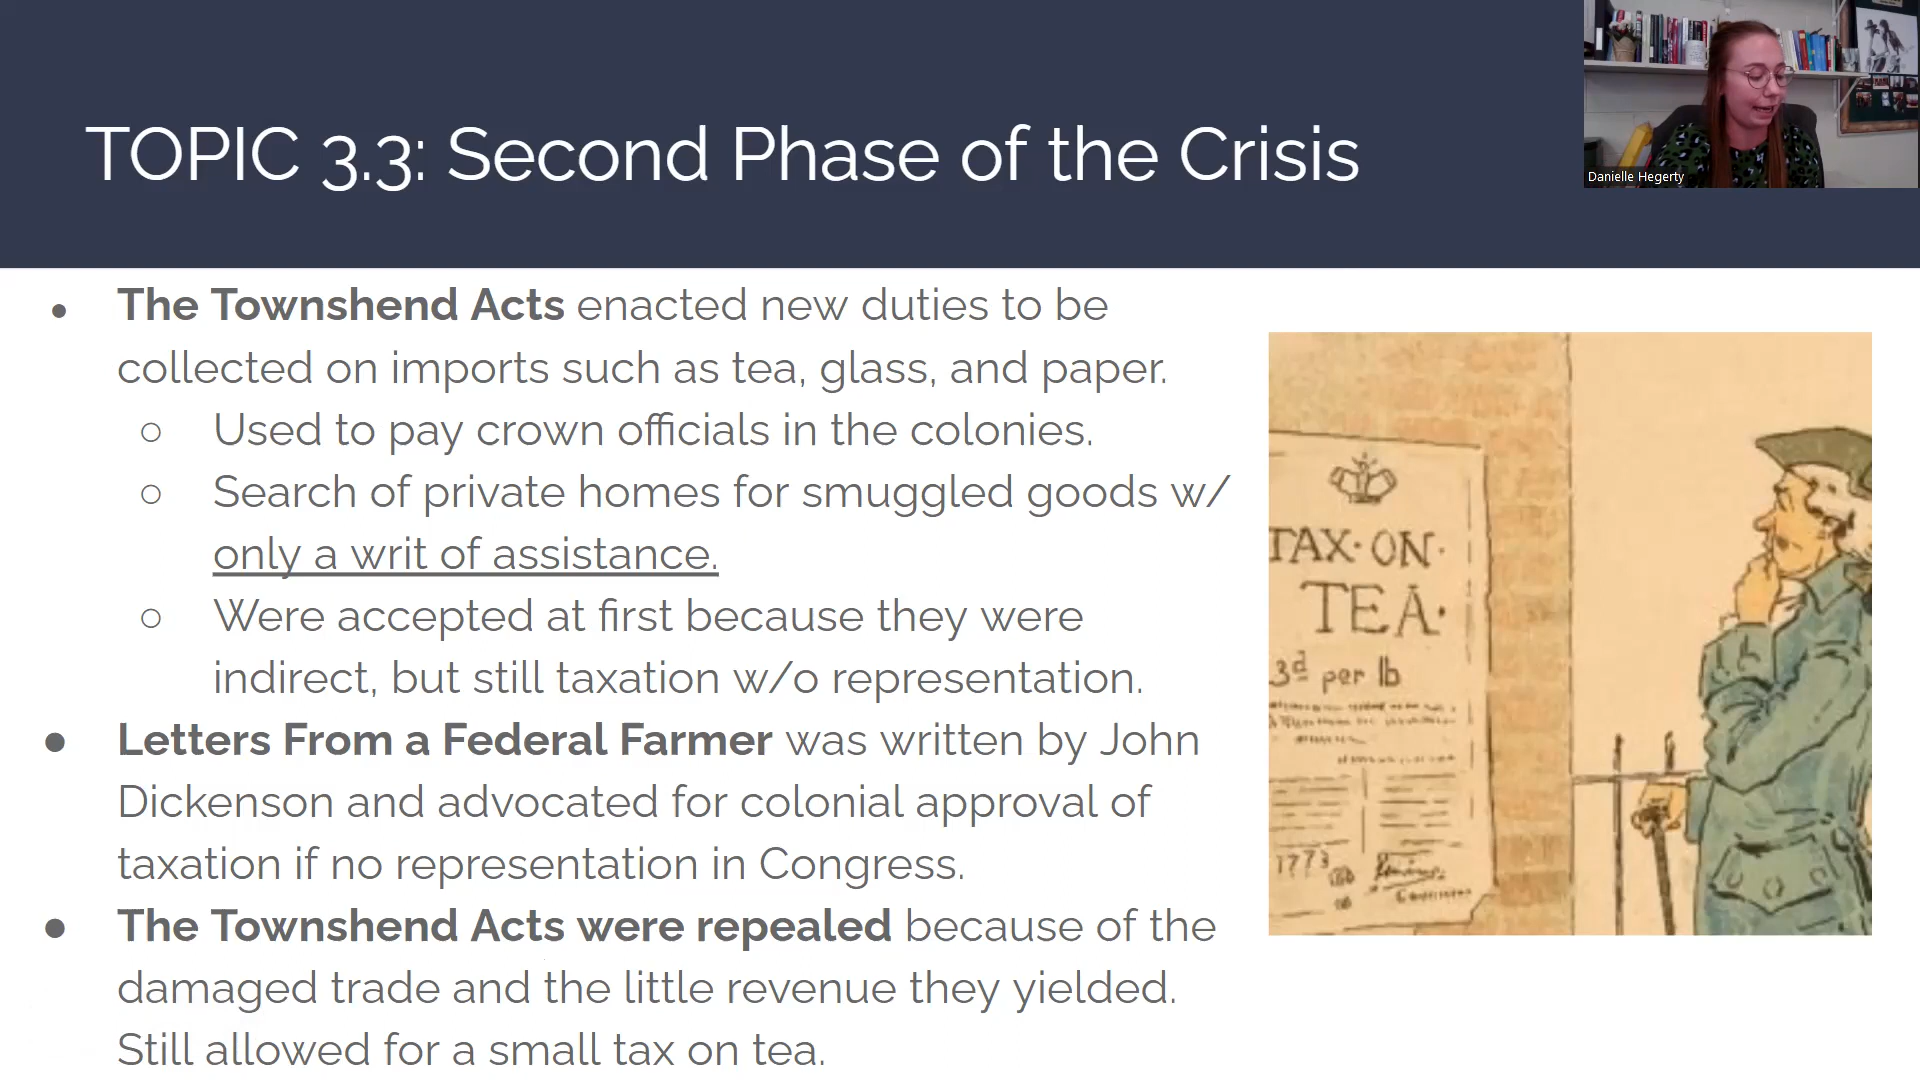 TOPIC 3.3: Second Phase of the Crisis
Danielle Hegerty
● The Townshend Acts enacted new duties to be
collected on imports such as tea, glass, and paper.
○ Used to pay crown officials in the colonies.
○ Search of private homes for smuggled goods w/
only a writ of assistance.
○ Were accepted at first because they were
indirect, but still taxation w/o representation.
● Letters From a Federal Farmer was written by John
Dickenson and advocated for colonial approval of
taxation if no representation in Congress.
● The Townshend Acts were repealed because of the
damaged trade and the little revenue they yielded.
Still allowed for a small tax on tea.
TAX·ON·
TEA·
3d per lb
1773